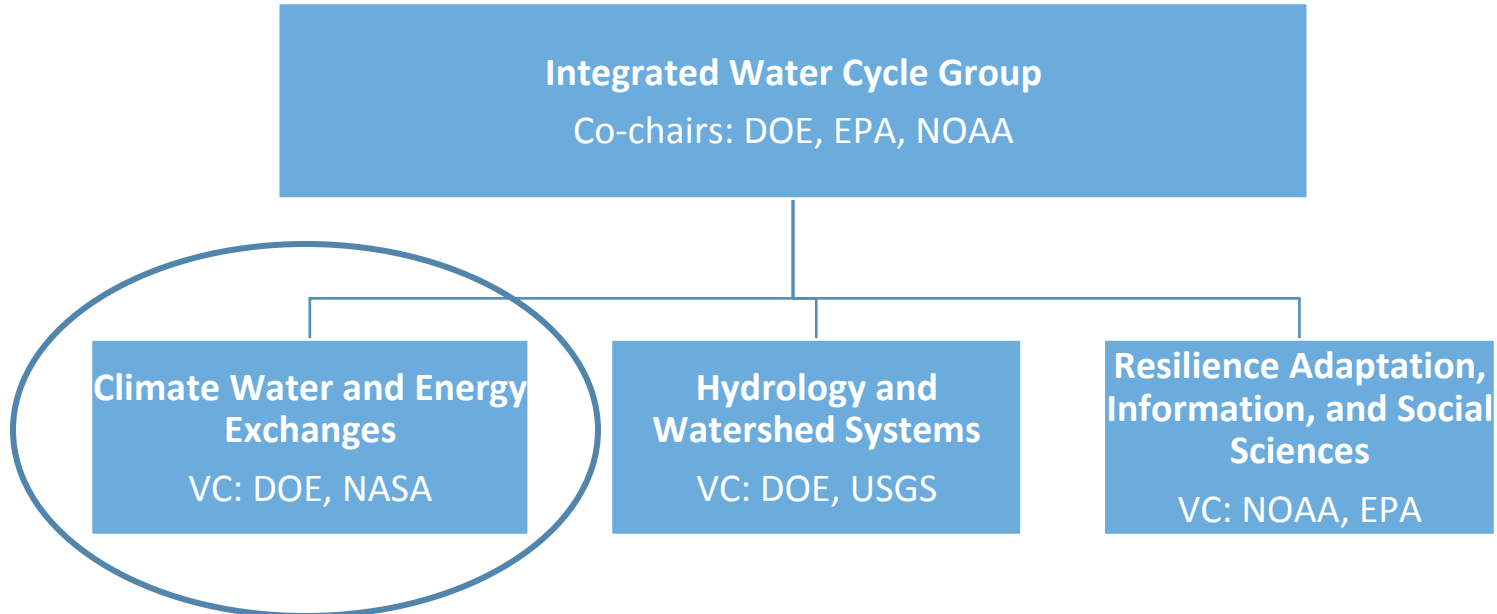 Integrated Water Cycle Group
Co-chairs: DOE, EPA, NOAA
Climate Water and Energy
Exchanges
VC: DOE, NASA
Hydrology and
Watershed Systems
VC: DOE, USGS
Resilience Adaptation,
Information, and Social
Sciences
VC: NOAA, EPA